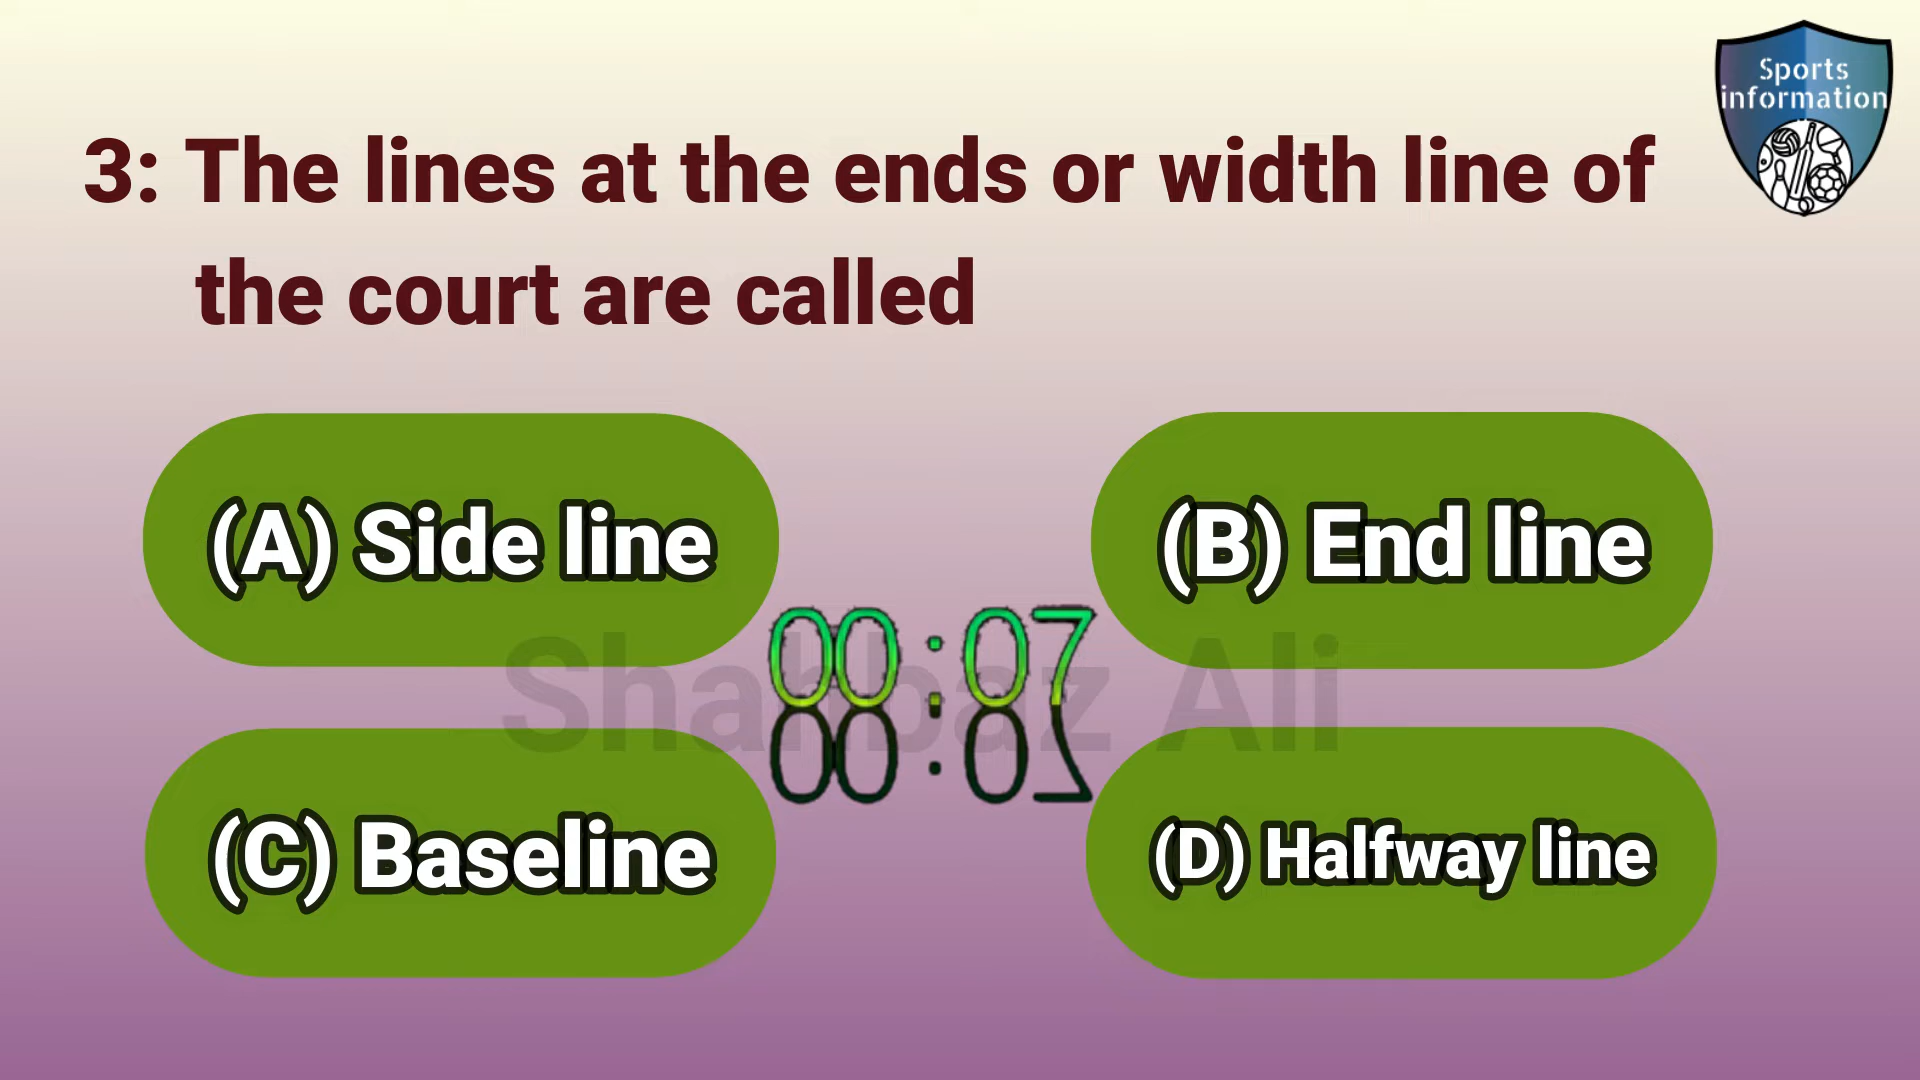 Sports
information
3: The lines at the ends or width line of
the court are called
(A) Side line
(B) End line
00:07
Shahbaz Ali
(C) Baseline
(D) Halfway line